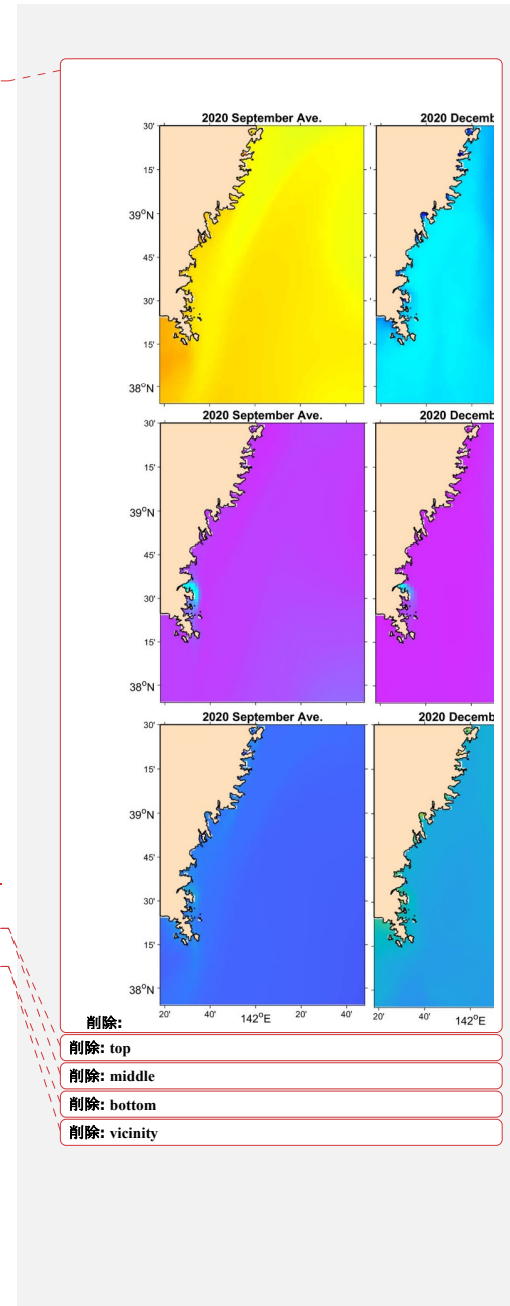 2020 September Ave. 2020 Decemb
30'
15'
39°N
45'
30'
15'
38°N
2020 September Ave. 2020 Decemb
30'
15'
39°N
45'
30'
15'
38°N
2020 September Ave. 2020 Decemb
30'
15'
39°N
45'
30'
15'
38°N
20' 40' 142°E 20' 40' 20' 40' 142°E
削除:
削除: top
削除: middle
削除: bottom
削除: vicinity